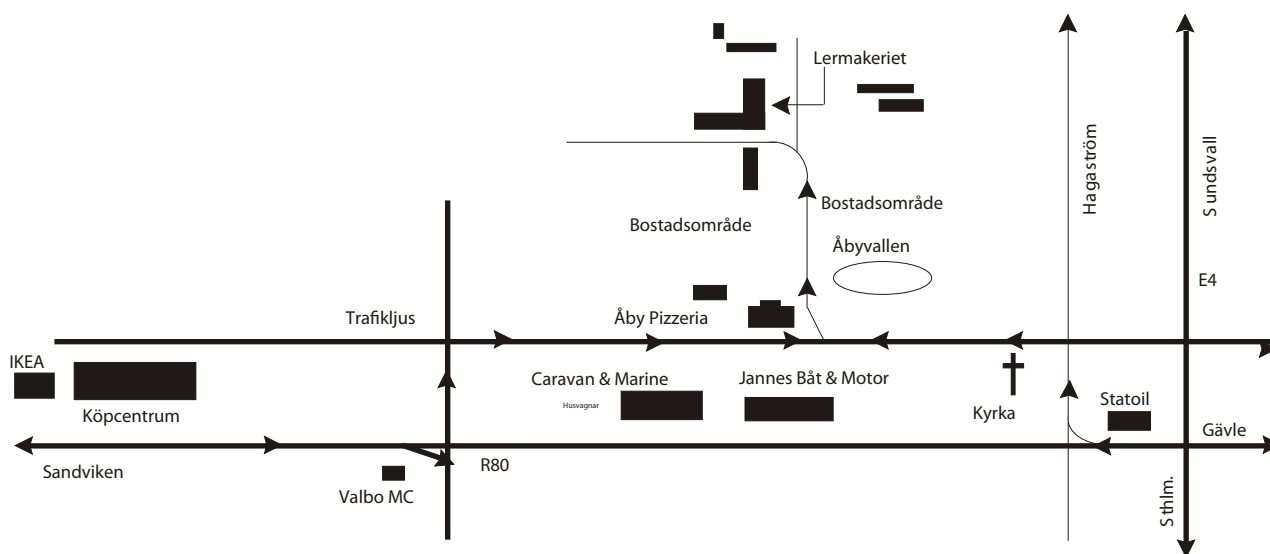 Lermakeriet
Hagaström
Sundsvall
Bostadsområde
Bostadsområde
Åbyvallen
E4
Trafikljus
Åby Pizzeria
IKEA
Köpcentrum
Caravan & Marine
Husvagnar
Jannes Båt & Motor
Kyrka
Statoil
Gävle
Sandviken
R80
Valbo MC
Sthlm.